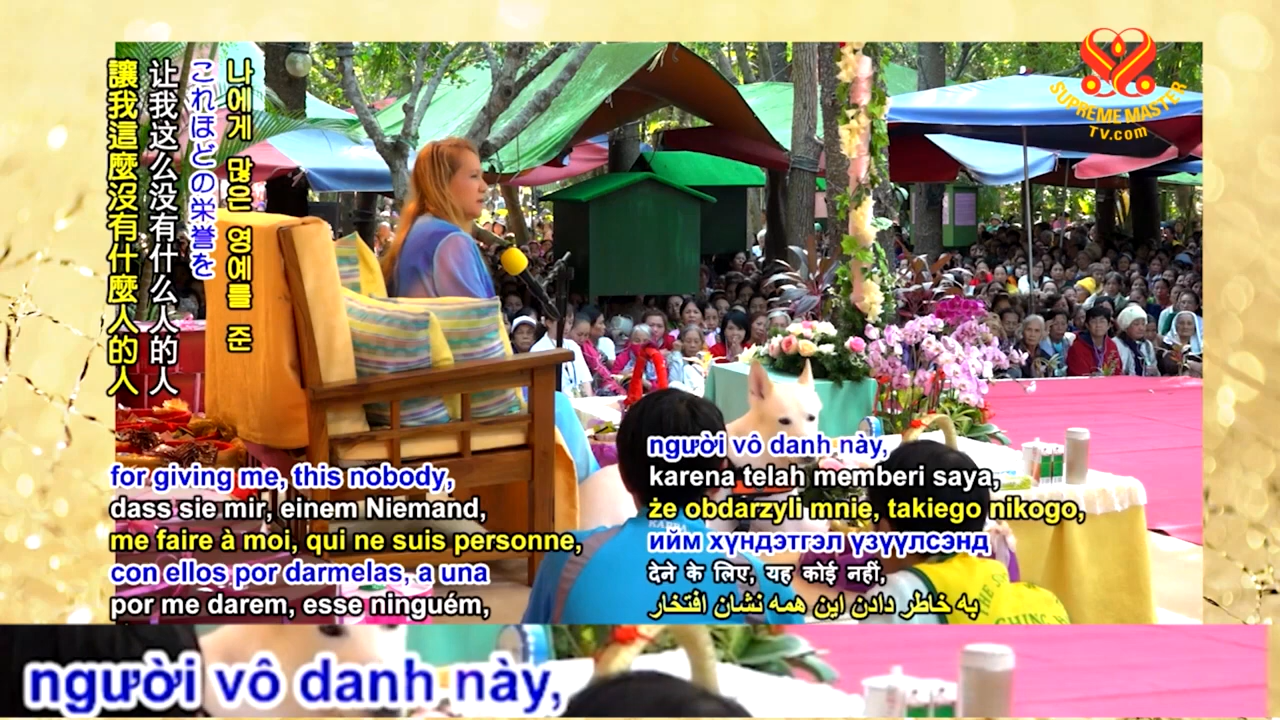 나에게 많은 영예를 준
これほどの栄誉を
让我这么没有什么人的人
讓我這麼沒有什麼人的人
SUPREME MASTER
TV.com
for giving me, this nobody,
dass sie mir, einem Niemand,
me faire à moi, qui ne suis personne,
con ellos por darmelas, a una
por me darem, esse ninguém,
người vô danh này,
karena telah memberi saya,
że obdarzyli mnie, takiego nikogo,
ийм хүндэтгэл үзүүлсэнд
देने के लिए, यह कोई नहीं,
به خاطر دادن این همه نشان افتخار
THE
CHING
người vô danh này,